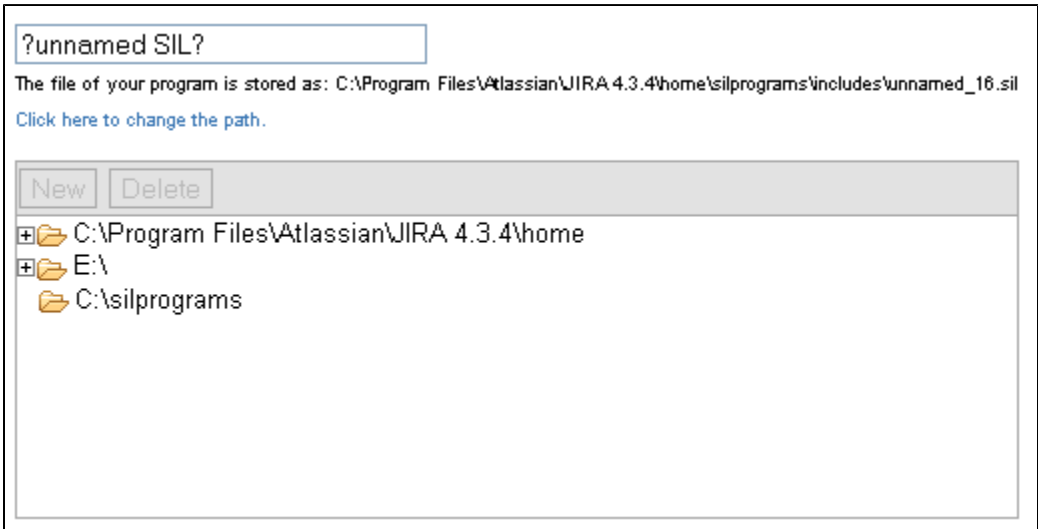 ?unnamed SIL?
The file of your program is stored as: C:\Program Files\Atlassian\JIRA 4.3.4\home\silprograms\includes\unnamed_16.sil
Click here to change the path.
New Delete
C:\Program Files\Atlassian\JIRA 4.3.4\home
E:\
C:\silprograms